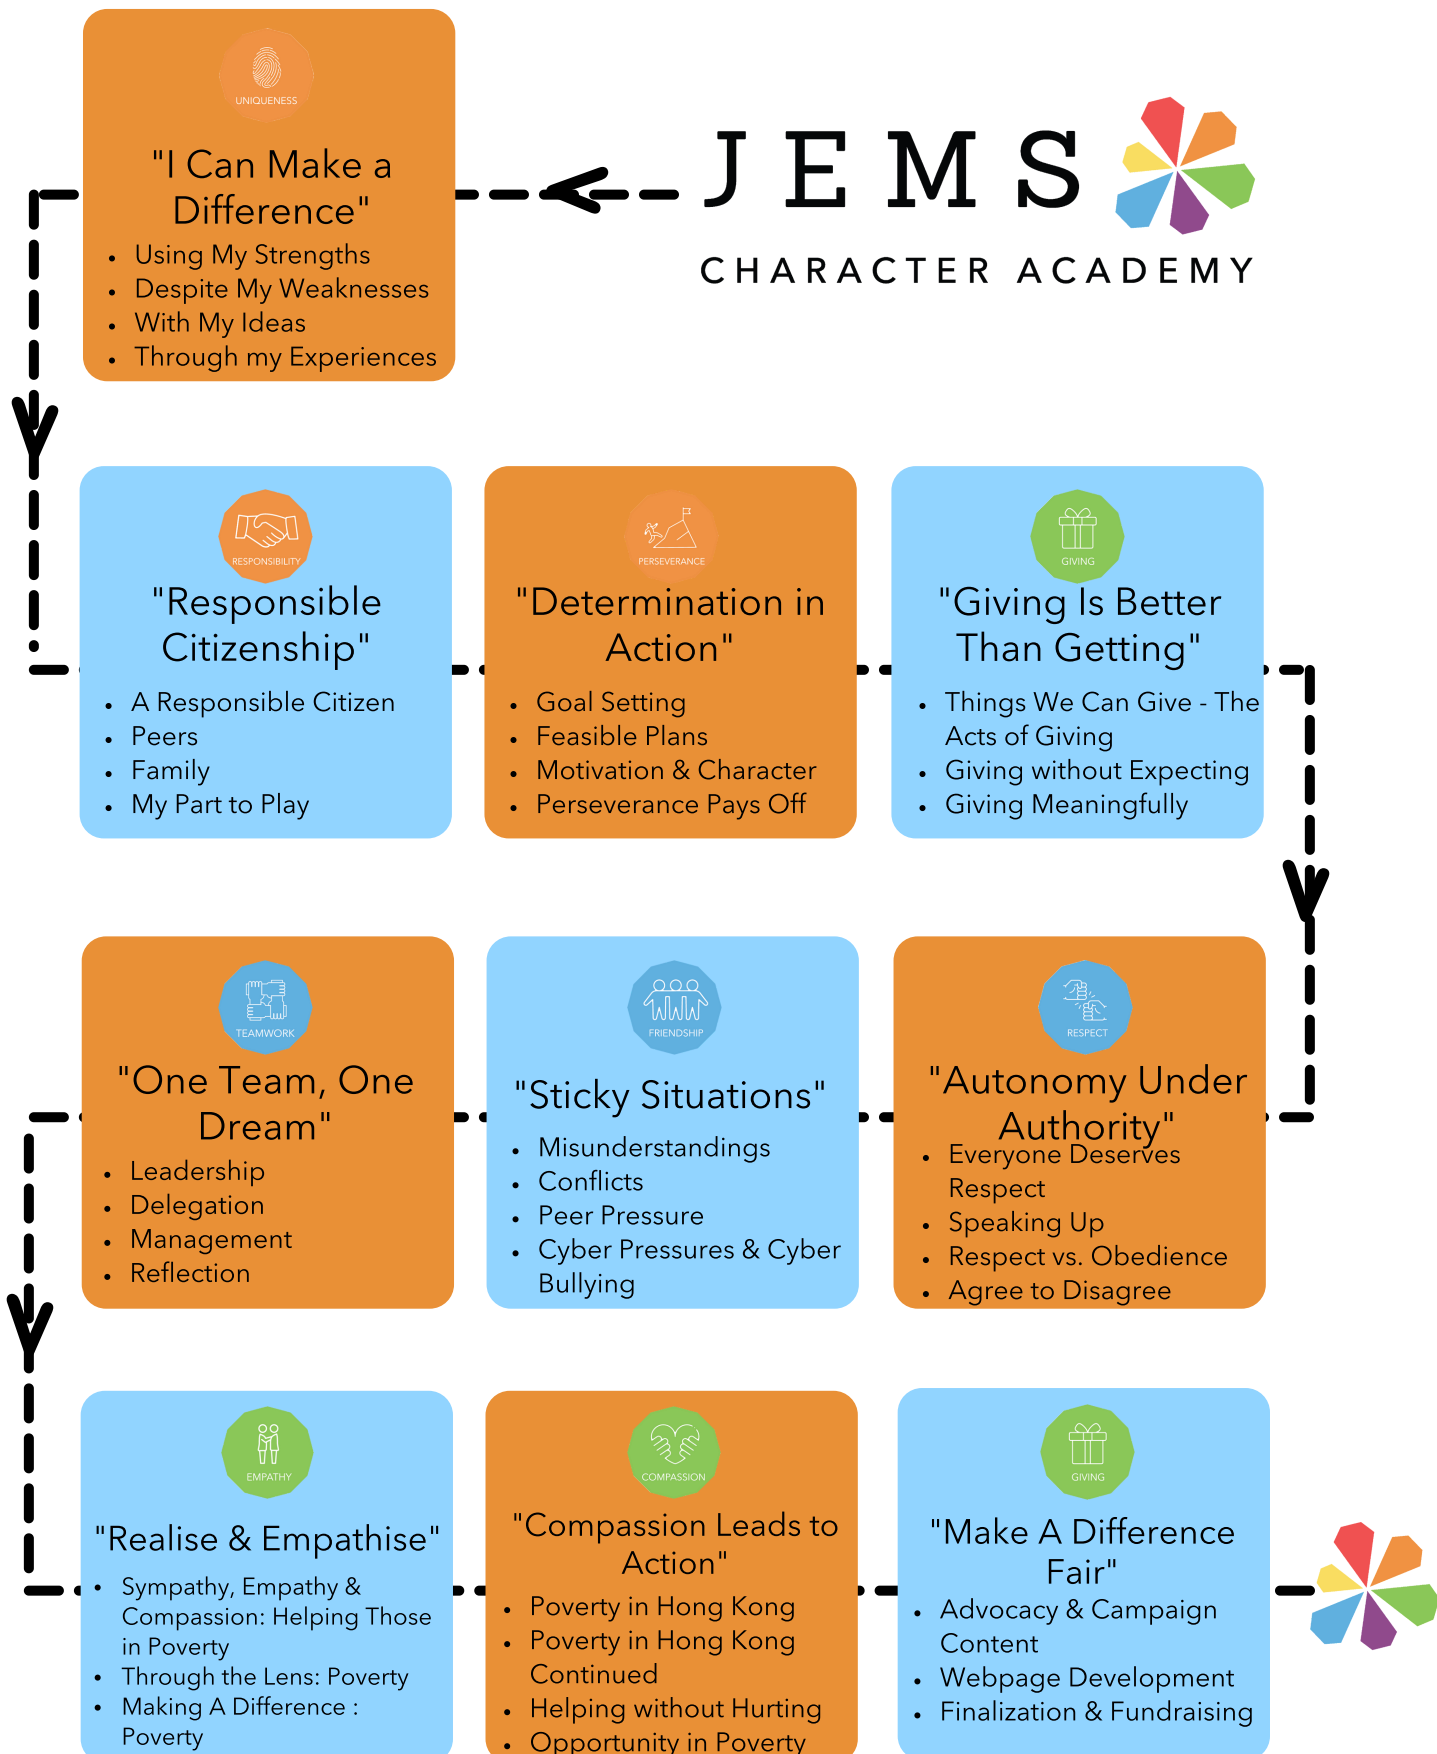 UNIQUENESS
"I Can Make a
Difference"
• Using My Strengths
• Despite My Weaknesses
• With My Ideas
• Through my Experiences
JEMS
CHARACTER ACADEMY
RESPONSIBILITY
"Responsible
Citizenship"
• A Responsible Citizen
• Peers
• Family
• My Part to Play
PERSEVERANCE
"Determination in
Action"
• Goal Setting
• Feasible Plans
• Motivation & Character
• Perseverance Pays Off
GIVING
"Giving Is Better
Than Getting"
• Things We Can Give - The
Acts of Giving
• Giving without Expecting
• Giving Meaningfully
TEAMWORK
"One Team, One
Dream"
• Leadership
• Delegation
• Management
• Reflection
FRIENDSHIP
"Sticky Situations"
• Misunderstandings
• Conflicts
• Peer Pressure
• Cyber Pressures & Cyber
Bullying
RESPECT
"Autonomy Under
Authority"
• Everyone Deserves
Respect
• Speaking Up
• Respect vs. Obedience
• Agree to Disagree
EMPATHY
"Realise & Empathise"
• Sympathy, Empathy &
Compassion: Helping Those
in Poverty
• Through the Lens: Poverty
• Making A Difference :
Poverty
COMPASSION
"Compassion Leads to
Action"
• Poverty in Hong Kong
• Poverty in Hong Kong
Continued
• Helping without Hurting
• Opportunity in Poverty
GIVING
"Make A Difference
Fair"
• Advocacy & Campaign
Content
• Webpage Development
• Finalization & Fundraising